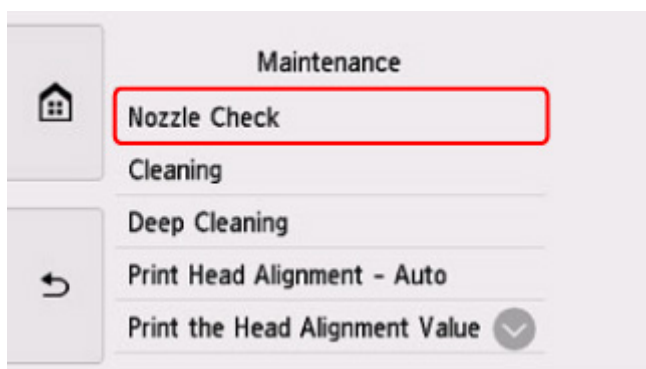 Maintenance
Nozzle Check
Cleaning
Deep Cleaning
Print Head Alignment - Auto
Print the Head Alignment Value